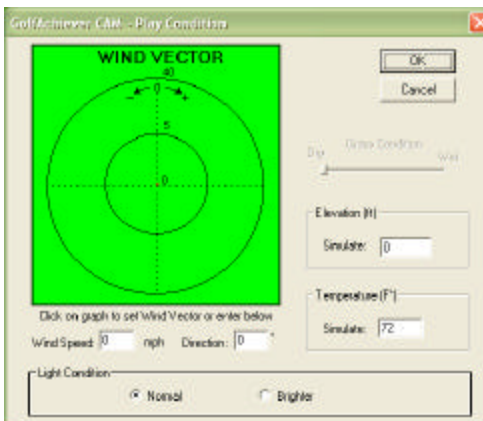 GolfAchiever CAM - Play Condition
WIND VECTOR
40
- 0 +
5
0
Click on graph to set Wind Vector or enter below
Wind Speed: 0 mph Direction: 0 °
OK
Cancel
Grass Condition
Dry Wet
Elevation (ft)
Simulate: 0
Temperature (F°)
Simulate: 72
Light Condition
Normal Brighter